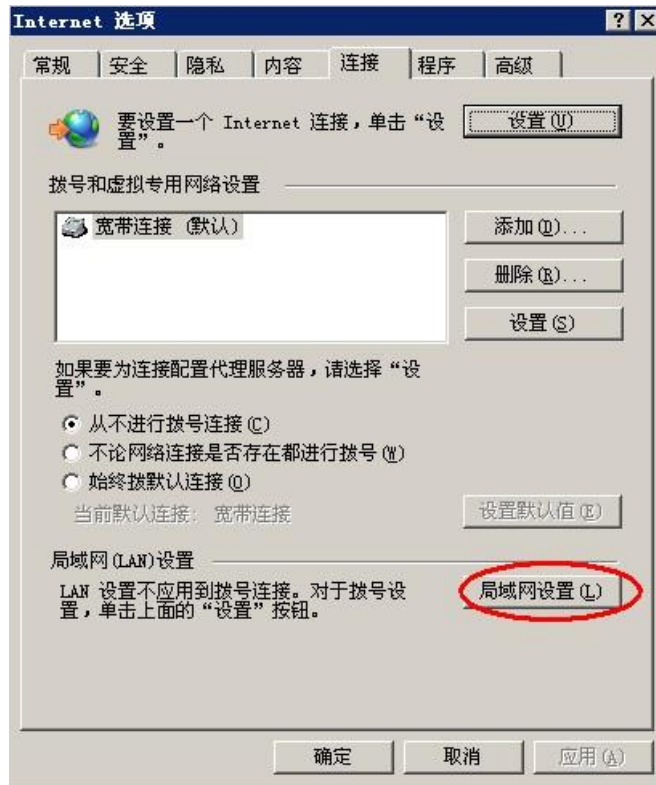 Internet 选项
常规 安全 隐私 内容 连接 程序 高级
要设置一个 Internet 连接，单击“设
置”。
设置(U)
拨号和虚拟专用网络设置
宽带连接 (默认)
添加(D)...
删除(R)...
设置(S)
如果要为连接配置代理服务器，请选择“设
置”。
从不进行拨号连接(C)
不论网络连接是否存在都进行拨号(W)
始终拨默认连接(O)
当前默认连接: 宽带连接
设置默认值(E)
局域网(LAN)设置
LAN 设置不应用到拨号连接。对于拨号设
置，单击上面的“设置”按钮。
局域网设置(L)
确定 取消 应用(A)